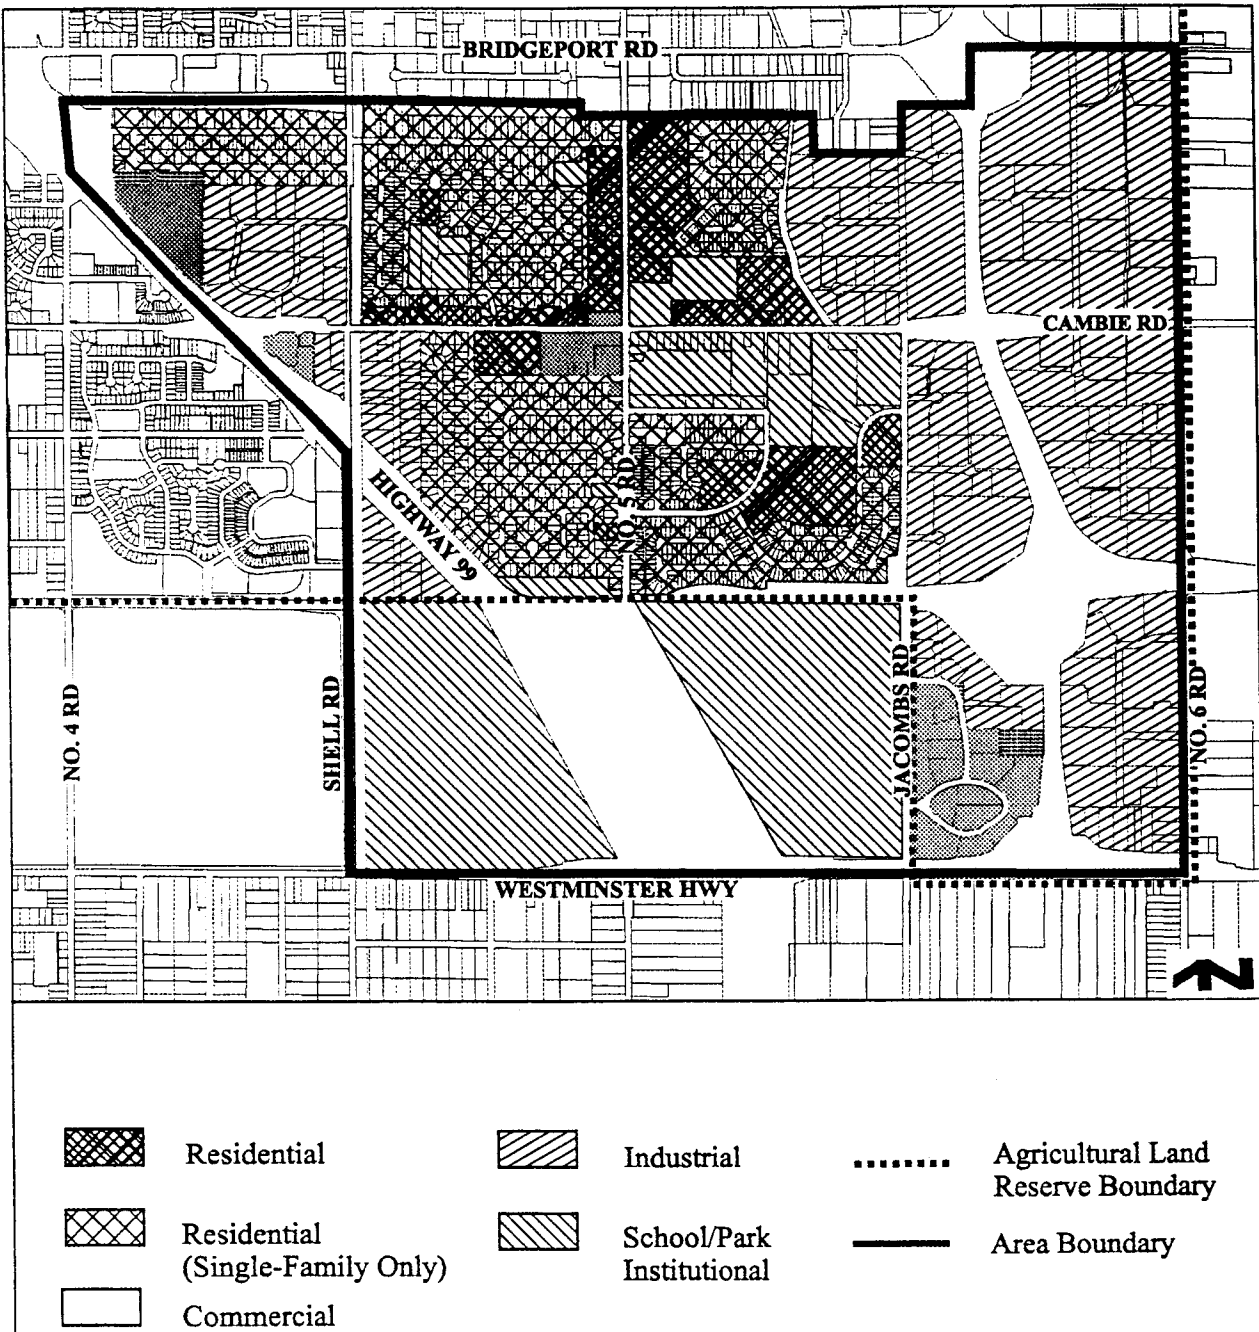 BRIDGEPORT RD
CAMBIE RD
HIGHWAY 99
NO. 5 RD
NO. 4 RD
SHELL RD
JACOMBS RD
NO. 6 RD
WESTMINSTER HWY
N
Residential
Industrial
Agricultural Land
Reserve Boundary
Residential
(Single-Family Only)
School/Park
Institutional
Area Boundary
Commercial